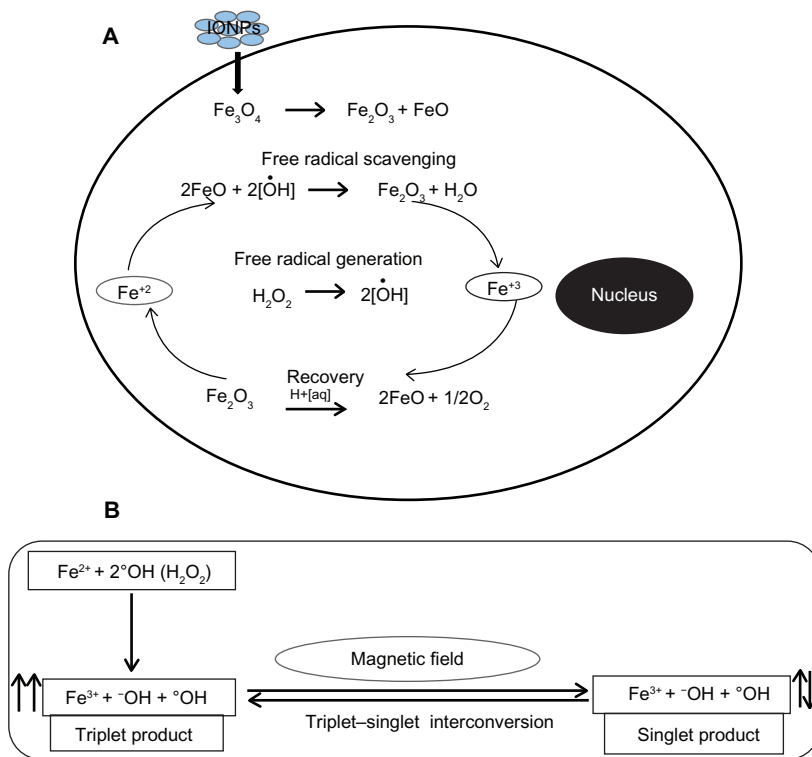 A
IONPs
Fe₃O₄ → Fe₂O₃ + FeO
Free radical scavenging
2FeO + 2[ȮH] → Fe₂O₃ + H₂O
Free radical generation
Fe⁺² H₂O₂ → 2[ȮH] Fe⁺³ Nucleus
Recovery
H+[aq]
Fe₂O₃ → 2FeO + 1/2O₂
B
Fe²⁺ + 2°OH (H₂O₂)
Magnetic field
Fe³⁺ + ⁻OH + °OH Fe³⁺ + ⁻OH + °OH
Triplet–singlet interconversion
Triplet product Singlet product